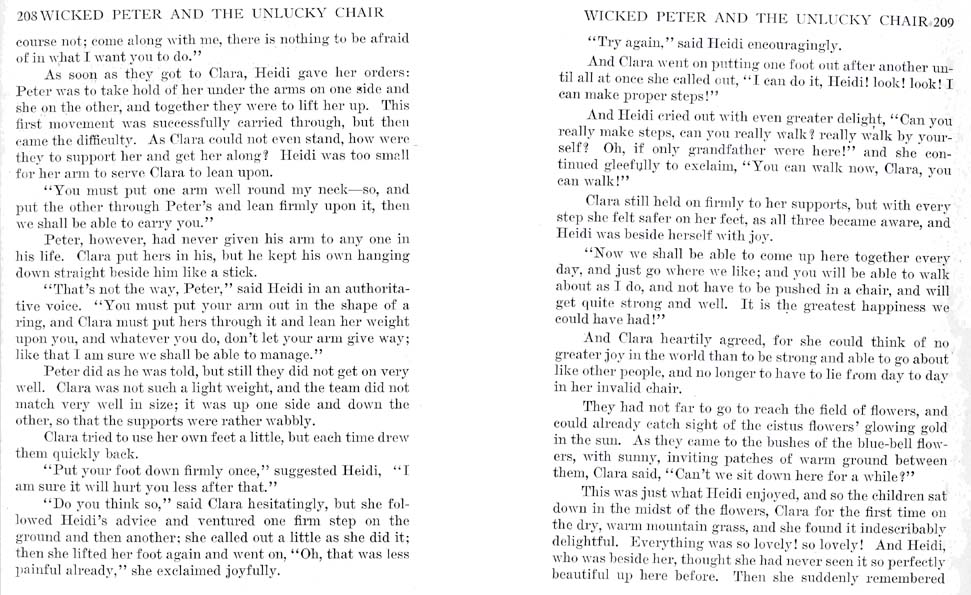 208 WICKED PETER AND THE UNLUCKY CHAIR
course not; come along with me, there is nothing to be afraid
of in what I want you to do."
As soon as they got to Clara, Heidi gave her orders:
Peter was to take hold of her under the arms on one side and
she on the other, and together they were to lift her up. This
first movement was successfully carried through, but then
came the difficulty. As Clara could not even stand, how were
they to support her and get her along? Heidi was too small
for her arm to serve Clara to lean upon.
"You must put one arm well round my neck—so, and
put the other through Peter's and lean firmly upon it, then
we shall be able to carry you."
Peter, however, had never given his arm to any one in
his life. Clara put hers in his, but he kept his own hanging
down straight beside him like a stick.
"That's not the way, Peter," said Heidi in an authorita-
tive voice. "You must put your arm out in the shape of a
ring, and Clara must put hers through it and lean her weight
upon you, and whatever you do, don't let your arm give way;
like that I am sure we shall be able to manage."
Peter did as he was told, but still they did not get on very
well. Clara was not such a light weight, and the team did not
match very well in size; it was up one side and down the
other, so that the supports were rather wabbly.
Clara tried to use her own feet a little, but each time drew
them quickly back.
"Put your foot down firmly once," suggested Heidi, "I
am sure it will hurt you less after that."
"Do you think so," said Clara hesitatingly, but she fol-
lowed Heidi's advice and ventured one firm step on the
ground and then another; she called out a little as she did it;
then she lifted her foot again and went on, "Oh, that was less
painful already," she exclaimed joyfully.
WICKED PETER AND THE UNLUCKY CHAIR 209
"Try again," said Heidi encouragingly.
And Clara went on putting one foot out after another un-
til all at once she called out, "I can do it, Heidi! look! look! I
can make proper steps!"
And Heidi cried out with even greater delight, "Can you
really make steps, can you really walk? really walk by your-
self? Oh, if only grandfather were here!" and she con-
tinued gleefully to exclaim, "You can walk now, Clara, you
can walk!"
Clara still held on firmly to her supports, but with every
step she felt safer on her feet, as all three became aware, and
Heidi was beside herself with joy.
"Now we shall be able to come up here together every
day, and just go where we like; and you will be able to walk
about as I do, and not have to be pushed in a chair, and will
get quite strong and well. It is the greatest happiness we
could have had!"
And Clara heartily agreed, for she could think of no
greater joy in the world than to be strong and able to go about
like other people, and no longer to have to lie from day to day
in her invalid chair.
They had not far to go to reach the field of flowers, and
could already catch sight of the cistus flowers' glowing gold
in the sun. As they came to the bushes of the blue-bell flow-
ers, with sunny, inviting patches of warm ground between
them, Clara said, "Can't we sit down here for a while?"
This was just what Heidi enjoyed, and so the children sat
down in the midst of the flowers, Clara for the first time on
the dry, warm mountain grass, and she found it indescribably
delightful. Everything was so lovely! so lovely! And Heidi,
who was beside her, thought she had never seen it so perfectly
beautiful up here before. Then she suddenly remembered